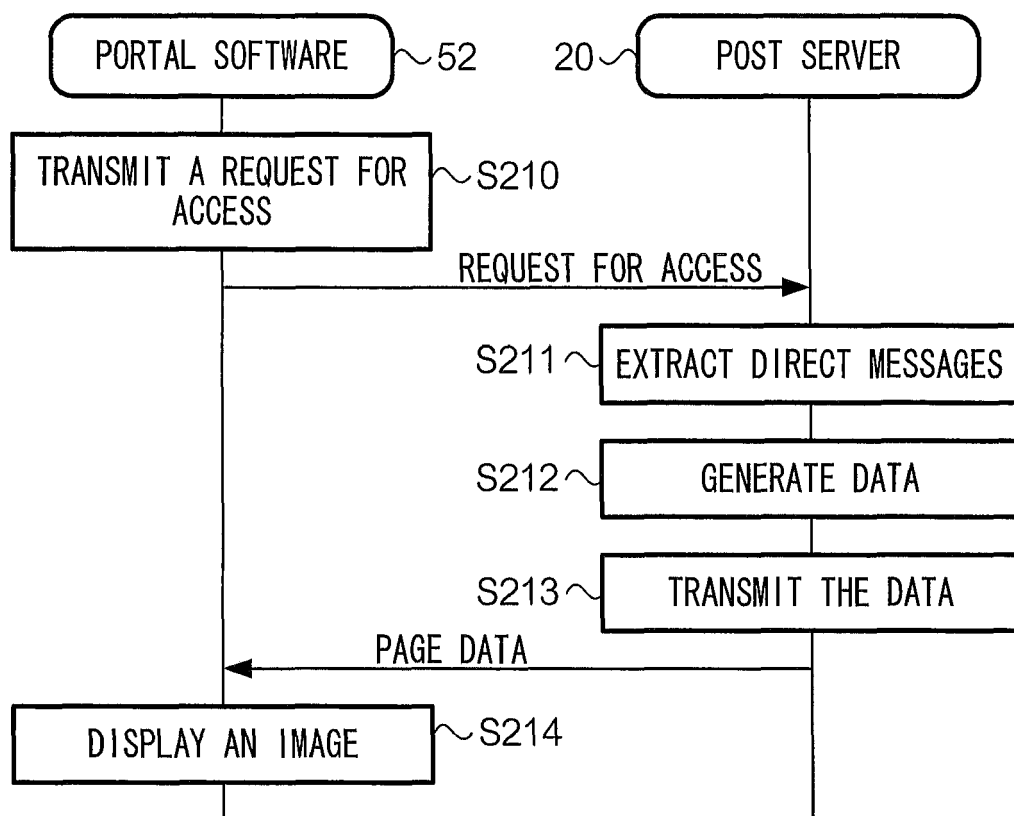 PORTAL SOFTWARE
52
20
POST SERVER
TRANSMIT A REQUEST FOR
ACCESS
S210
REQUEST FOR ACCESS
S211
EXTRACT DIRECT MESSAGES
S212
GENERATE DATA
S213
TRANSMIT THE DATA
PAGE DATA
DISPLAY AN IMAGE
S214